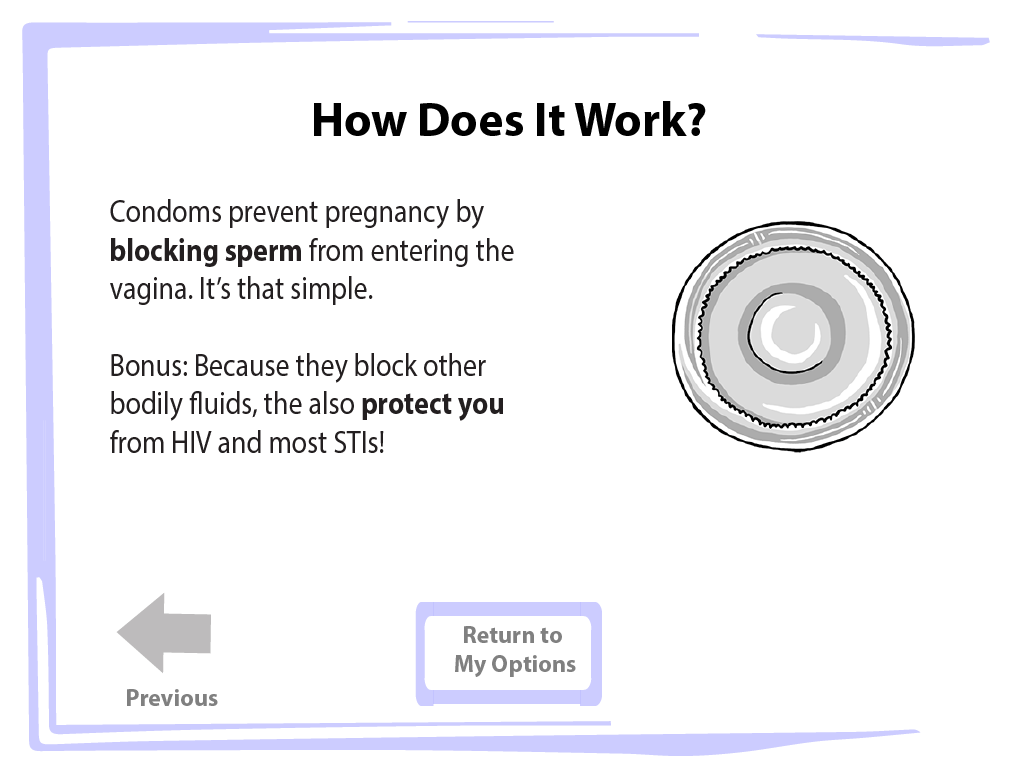 How Does It Work?
Condoms prevent pregnancy by
blocking sperm from entering the
vagina. It’s that simple.
Bonus: Because they block other
bodily fluids, the also protect you
from HIV and most STIs!
Previous
Return to
My Options